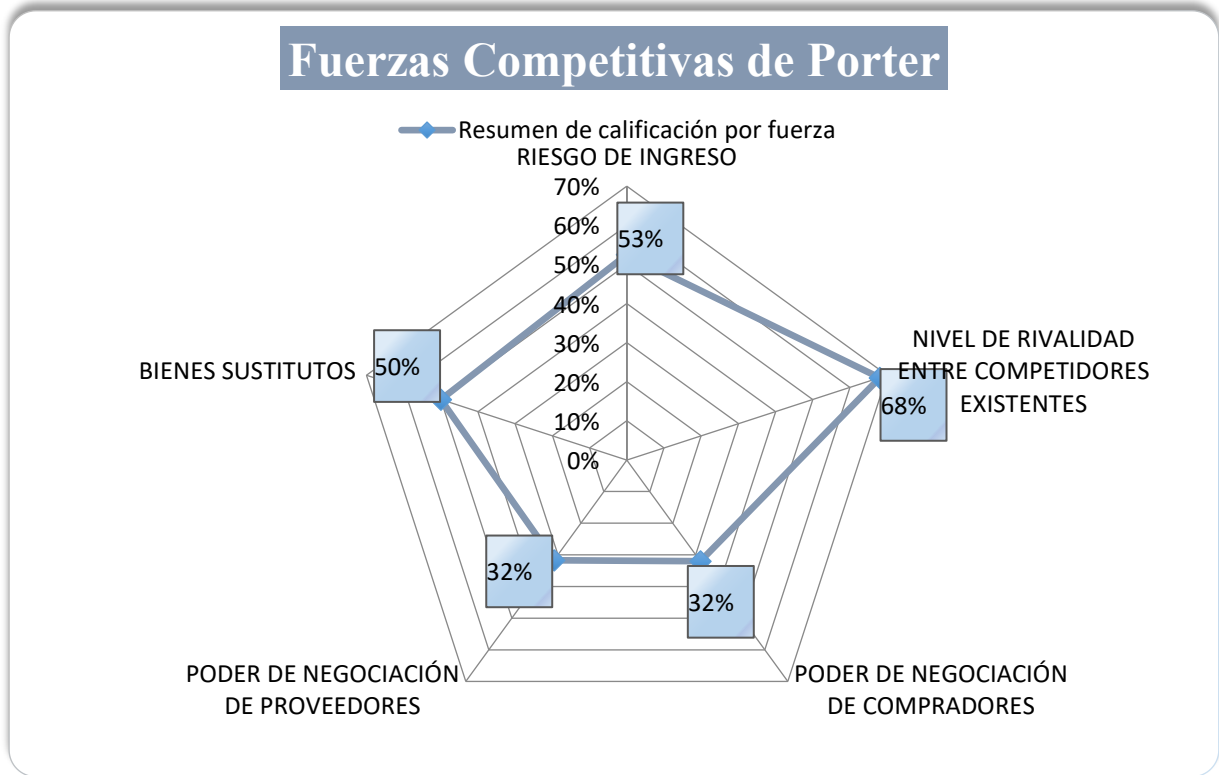 Fuerzas Competitivas de Porter
Resumen de calificación por fuerza
RIESGO DE INGRESO
70%
60%
50%
40%
30%
20%
10%
0%
53%
NIVEL DE RIVALIDAD
ENTRE COMPETIDORES
EXISTENTES
68%
PODER DE NEGOCIACIÓN
DE COMPRADORES
32%
PODER DE NEGOCIACIÓN
DE PROVEEDORES
32%
BIENES SUSTITUTOS
50%